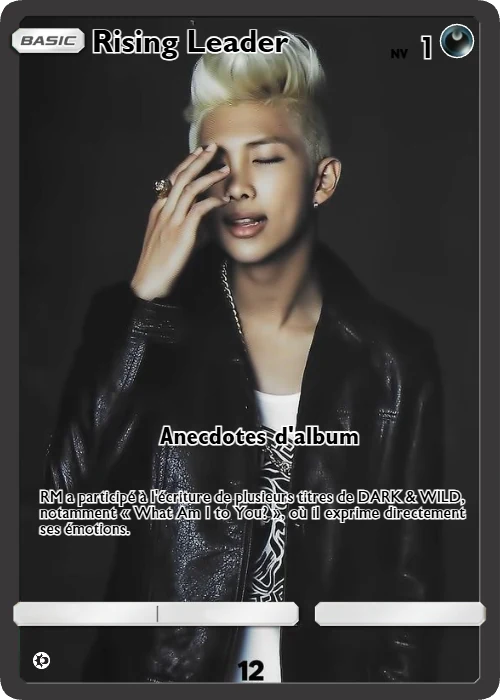 BASIC Rising Leader NV 1
Anecdotes d'album
RM a participé à l'écriture de plusieurs titres de DARK & WILD,
notamment « What Am I to You? », où il exprime directement
ses émotions.
12